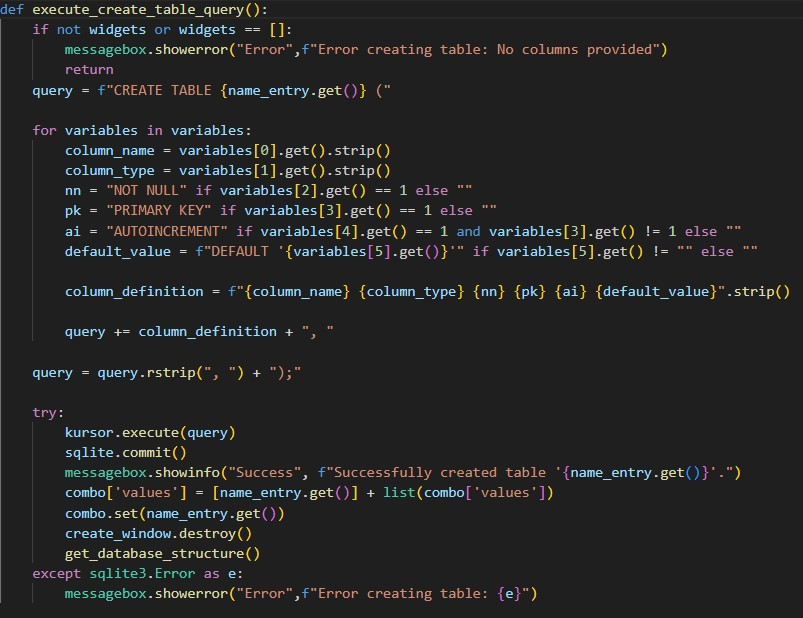 def execute_create_table_query():
    if not widgets or widgets == []:
        messagebox.showerror("Error",f"Error creating table: No columns provided")
        return
    query = f"CREATE TABLE {name_entry.get()} ("

    for variables in variables:
        column_name = variables[0].get().strip()
        column_type = variables[1].get().strip()
        nn = "NOT NULL" if variables[2].get() == 1 else ""
        pk = "PRIMARY KEY" if variables[3].get() == 1 else ""
        ai = "AUTOINCREMENT" if variables[4].get() == 1 and variables[3].get() != 1 else ""
        default_value = f"DEFAULT '{variables[5].get()}'" if variables[5].get() != "" else ""

        column_definition = f"{column_name} {column_type} {nn} {pk} {ai} {default_value}".strip()

        query += column_definition + ", "

    query = query.rstrip(", ") + ");"

    try:
        kursor.execute(query)
        sqlite.commit()
        messagebox.showinfo("Success", f"Successfully created table '{name_entry.get()}'.")
        combo['values'] = [name_entry.get()] + list(combo['values'])
        combo.set(name_entry.get())
        create_window.destroy()
        get_database_structure()
    except sqlite3.Error as e:
        messagebox.showerror("Error",f"Error creating table: {e}")